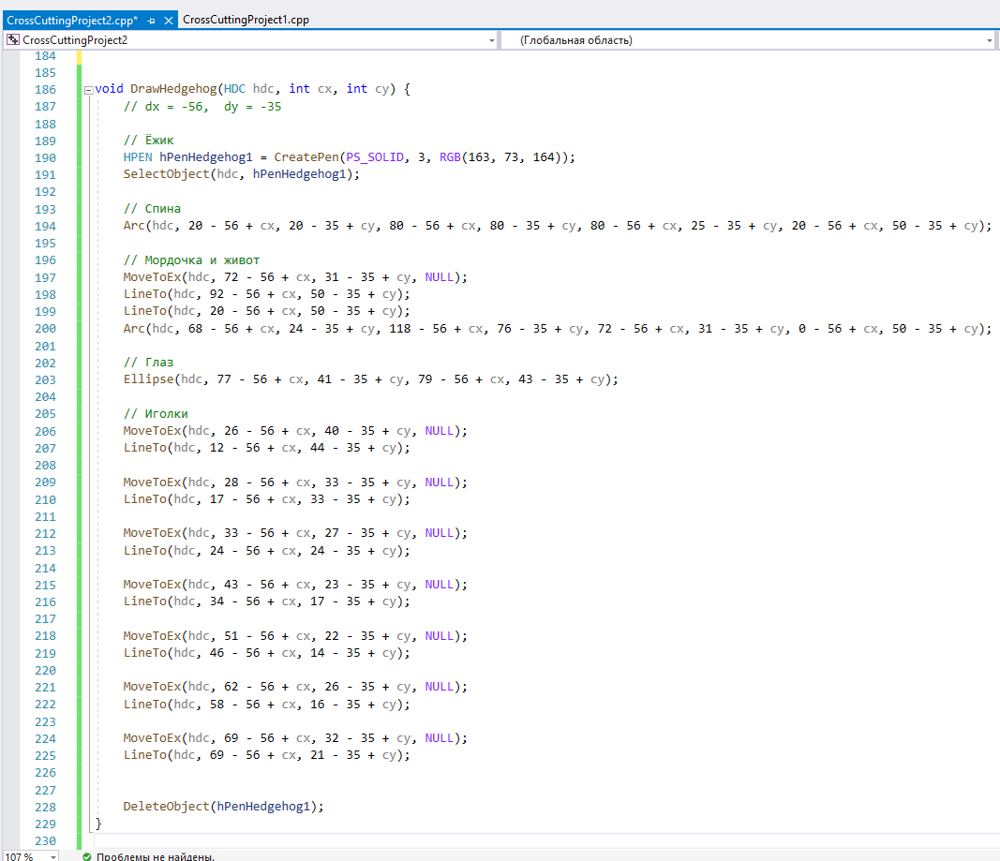 CrossCuttingProject2.cpp* CrossCuttingProject1.cpp
CrossCuttingProject2 (Глобальная область)
184
185
186 void DrawHedgehog(HDC hdc, int cx, int cy) {
187 // dx = -56,  dy = -35
188
189 // Ёжик
190 HPEN hPenHedgehog1 = CreatePen(PS_SOLID, 3, RGB(163, 73, 164));
191 SelectObject(hdc, hPenHedgehog1);
192
193 // Спина
194 Arc(hdc, 20 - 56 + cx, 20 - 35 + cy, 80 - 56 + cx, 80 - 35 + cy, 80 - 56 + cx, 25 - 35 + cy, 20 - 56 + cx, 50 - 35 + cy);
195
196 // Мордочка и живот
197 MoveToEx(hdc, 72 - 56 + cx, 31 - 35 + cy, NULL);
198 LineTo(hdc, 92 - 56 + cx, 50 - 35 + cy);
199 LineTo(hdc, 20 - 56 + cx, 50 - 35 + cy);
200 Arc(hdc, 68 - 56 + cx, 24 - 35 + cy, 118 - 56 + cx, 76 - 35 + cy, 72 - 56 + cx, 31 - 35 + cy, 0 - 56 + cx, 50 - 35 + cy);
201
202 // Глаз
203 Ellipse(hdc, 77 - 56 + cx, 41 - 35 + cy, 79 - 56 + cx, 43 - 35 + cy);
204
205 // Иголки
206 MoveToEx(hdc, 26 - 56 + cx, 40 - 35 + cy, NULL);
207 LineTo(hdc, 12 - 56 + cx, 44 - 35 + cy);
208
209 MoveToEx(hdc, 28 - 56 + cx, 33 - 35 + cy, NULL);
210 LineTo(hdc, 17 - 56 + cx, 33 - 35 + cy);
211
212 MoveToEx(hdc, 33 - 56 + cx, 27 - 35 + cy, NULL);
213 LineTo(hdc, 24 - 56 + cx, 24 - 35 + cy);
214
215 MoveToEx(hdc, 43 - 56 + cx, 23 - 35 + cy, NULL);
216 LineTo(hdc, 34 - 56 + cx, 17 - 35 + cy);
217
218 MoveToEx(hdc, 51 - 56 + cx, 22 - 35 + cy, NULL);
219 LineTo(hdc, 46 - 56 + cx, 14 - 35 + cy);
220
221 MoveToEx(hdc, 62 - 56 + cx, 26 - 35 + cy, NULL);
222 LineTo(hdc, 58 - 56 + cx, 16 - 35 + cy);
223
224 MoveToEx(hdc, 69 - 56 + cx, 32 - 35 + cy, NULL);
225 LineTo(hdc, 69 - 56 + cx, 21 - 35 + cy);
226
227
228 DeleteObject(hPenHedgehog1);
229 }
230
107 % Проблемы не найдены.